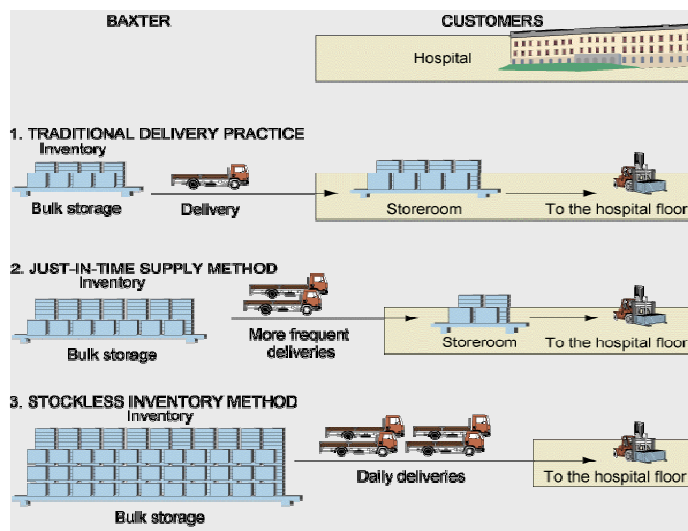 BAXTER
CUSTOMERS
Hospital
1. TRADITIONAL DELIVERY PRACTICE
Inventory
Bulk storage
Delivery
Storeroom
To the hospital floor
2. JUST-IN-TIME SUPPLY METHOD
Inventory
Bulk storage
More frequent
deliveries
Storeroom
To the hospital floor
3. STOCKLESS INVENTORY METHOD
Inventory
Bulk storage
Daily deliveries
To the hospital floor